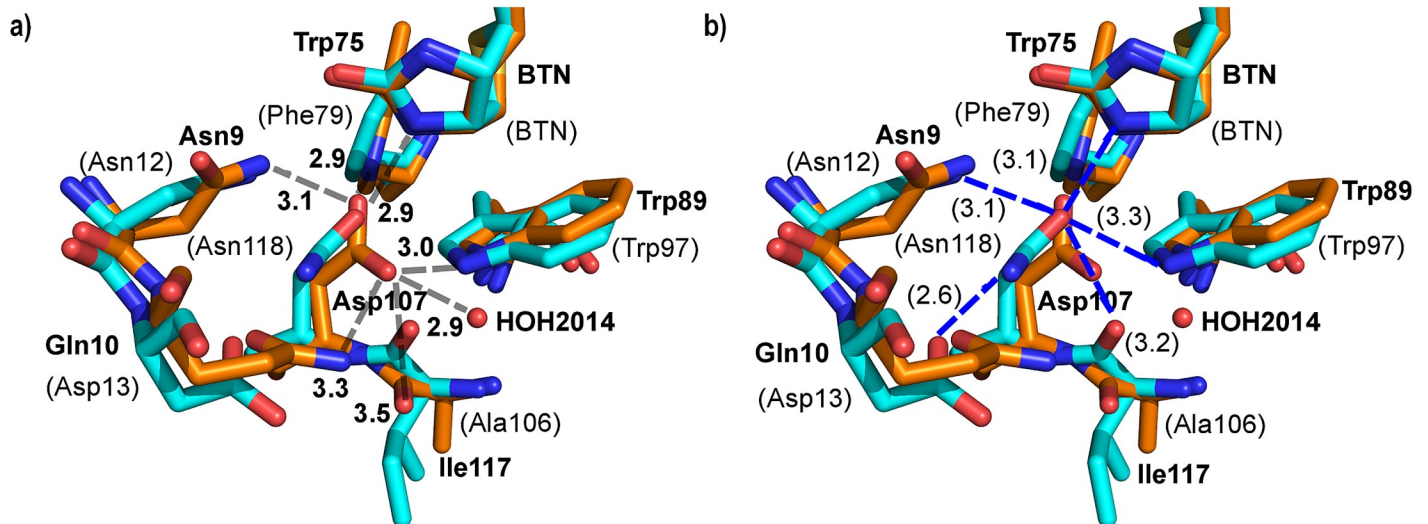 a)
Trp75
BTN
(Phe79)
(BTN)
Asn9
(Asn12)
2.9
3.1
2.9
Trp89
(Asn118)
3.0
(Trp97)
Asp107
2.9
HOH2014
Gln10
(Asp13)
3.3
3.5
(Ala106)
Ile117
b)
Trp75
BTN
(Phe79)
(BTN)
Asn9
(Asn12)
(3.1)
(3.1)
(3.3)
Trp89
(Asn118)
(Trp97)
(2.6)
Asp107
HOH2014
Gln10
(3.2)
(Asp13)
(Ala106)
Ile117